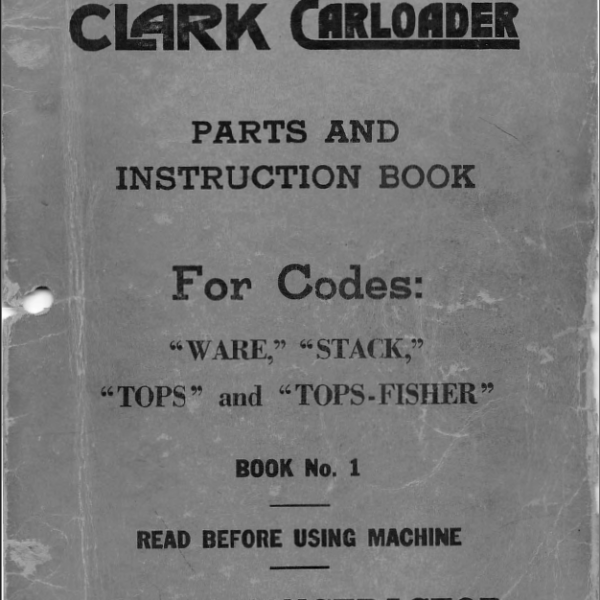 CLARK CARLOADER
PARTS AND
INSTRUCTION BOOK
For Codes:
"WARE," "STACK,"
"TOPS" and "TOPS-FISHER"
BOOK No. 1
READ BEFORE USING MACHINE